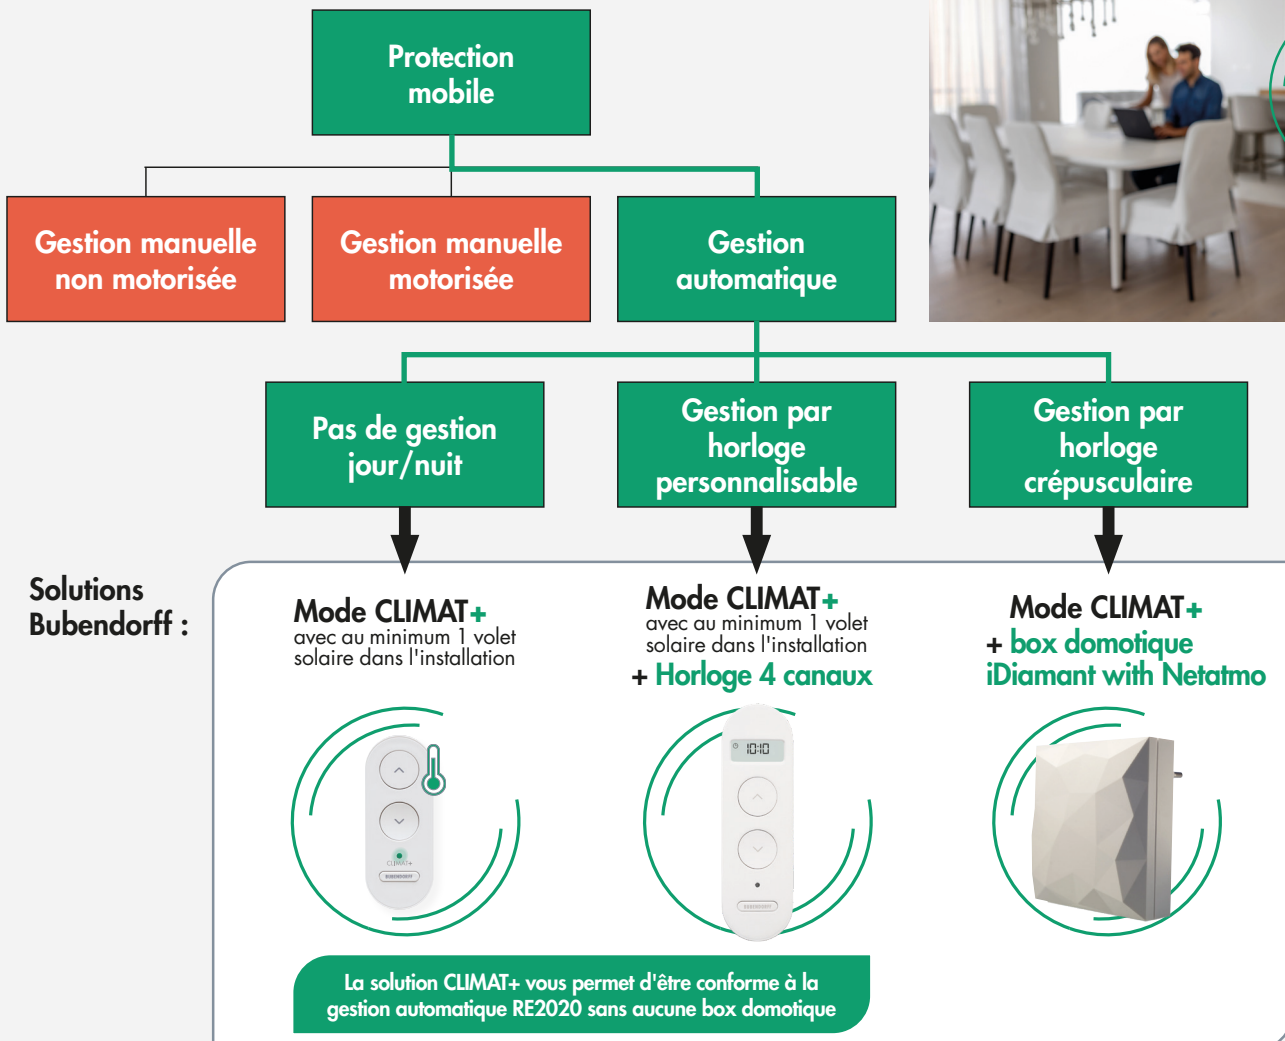 Protection
mobile
Gestion manuelle
non motorisée
Gestion manuelle
motorisée
Gestion
automatique
Pas de gestion
jour/nuit
Gestion par
horloge
personnalisable
Gestion par
horloge
crépusculaire
Solutions
Bubendorff :
Mode CLIMAT+
avec au minimum 1 volet
solaire dans l'installation
Mode CLIMAT+
avec au minimum 1 volet
solaire dans l'installation
+ Horloge 4 canaux
Mode CLIMAT+
+ box domotique
iDiamant with Netatmo
CLIMAT+
BUBENDORFF
10:10
BUBENDORFF
La solution CLIMAT+ vous permet d'être conforme à la
gestion automatique RE2020 sans aucune box domotique